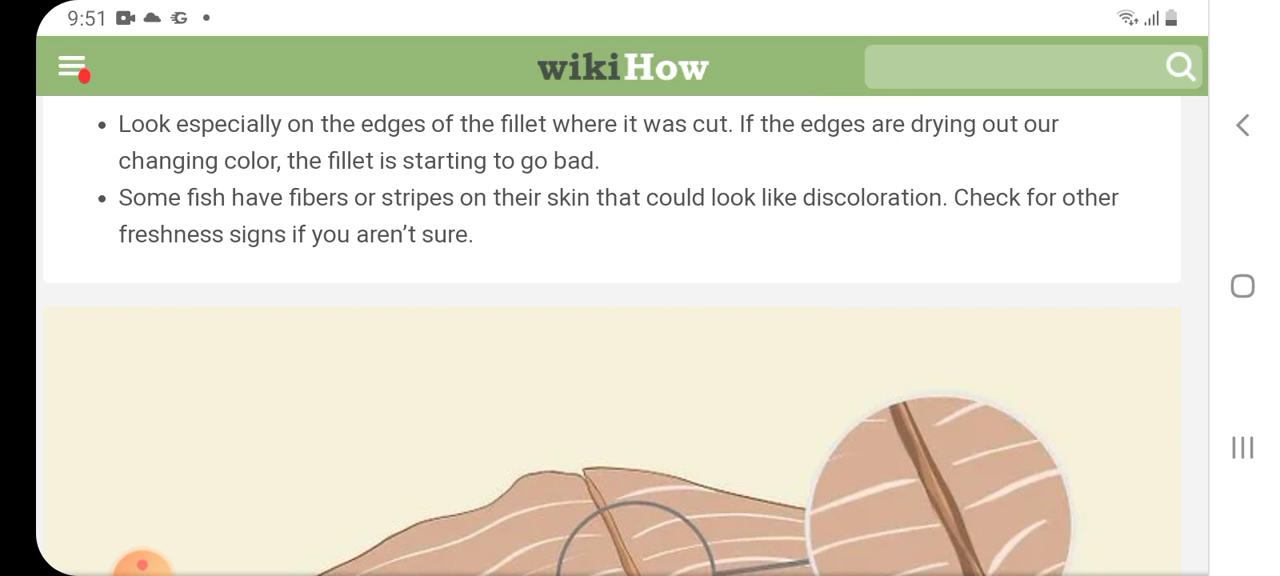 9:51
wikiHow
Look especially on the edges of the fillet where it was cut. If the edges are drying out our
changing color, the fillet is starting to go bad.
Some fish have fibers or stripes on their skin that could look like discoloration. Check for other
freshness signs if you aren’t sure.